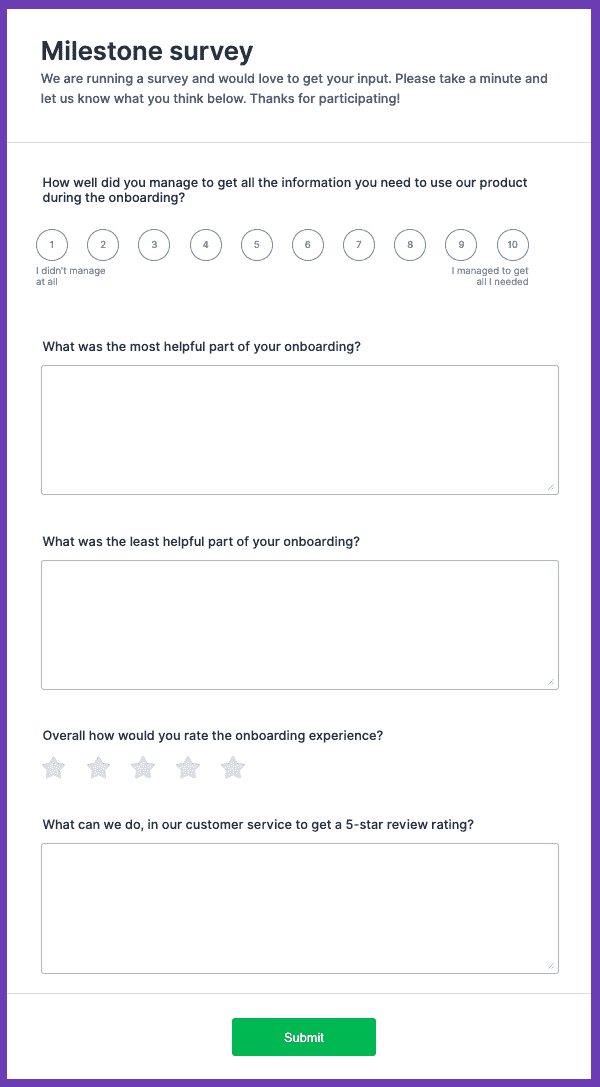 Milestone survey
We are running a survey and would love to get your input. Please take a minute and
let us know what you think below. Thanks for participating!
How well did you manage to get all the information you need to use our product
during the onboarding?
1 2 3 4 5 6 7 8 9 10
I didn't manage
at all
I managed to get
all I needed
What was the most helpful part of your onboarding?
What was the least helpful part of your onboarding?
Overall how would you rate the onboarding experience?
What can we do, in our customer service to get a 5-star review rating?
Submit